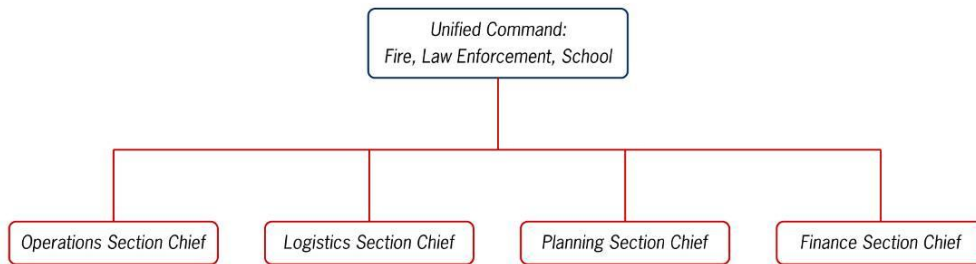 Unified Command:
Fire, Law Enforcement, School
Operations Section Chief
Logistics Section Chief
Planning Section Chief
Finance Section Chief